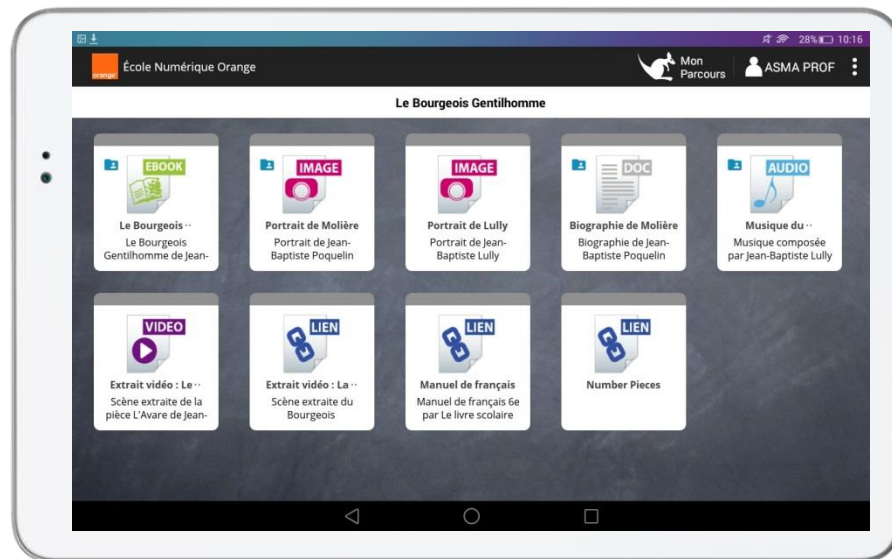 28% 10:16
orange École Numérique Orange
Mon
Parcours
ASMA PROF
Le Bourgeois Gentilhomme
EBOOK
Le Bourgeois ··
Le Bourgeois
Gentilhomme de Jean-
IMAGE
Portrait de Molière
Portrait de Jean-
Baptiste Poquelin
IMAGE
Portrait de Lully
Portrait de Jean-
Baptiste Lully
DOC
Biographie de Molière
Biographie de Jean-
Baptiste Poquelin
AUDIO
Musique du ··
Musique composée
par Jean-Baptiste Lully
VIDEO
Extrait vidéo : Le ··
Scène extraite de la
pièce L'Avare de Jean-
LIEN
Extrait vidéo : La ··
Scène extraite du
Bourgeois
LIEN
Manuel de français
Manuel de français 6e
par Le livre scolaire
LIEN
Number Pieces